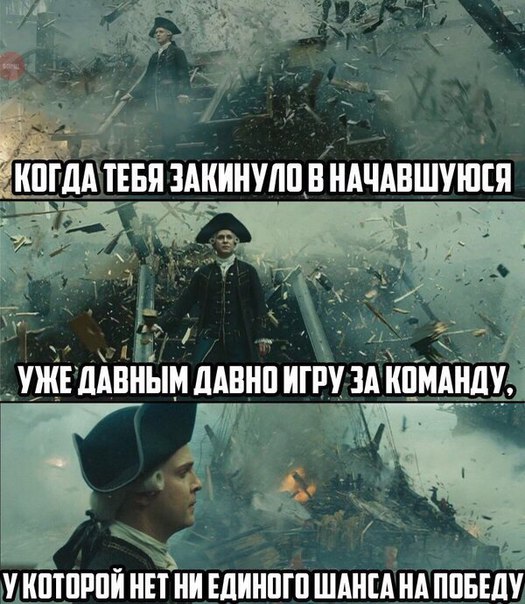 КОГДА ТЕБЯ ЗАКИНУЛО В НАЧАВШУЮСЯ
УЖЕ ДАВНЫМ ДАВНО ИГРУ ЗА КОМАНДУ,
У КОТОРОЙ НЕТ НИ ЕДИНОГО ШАНСА НА ПОБЕДУ